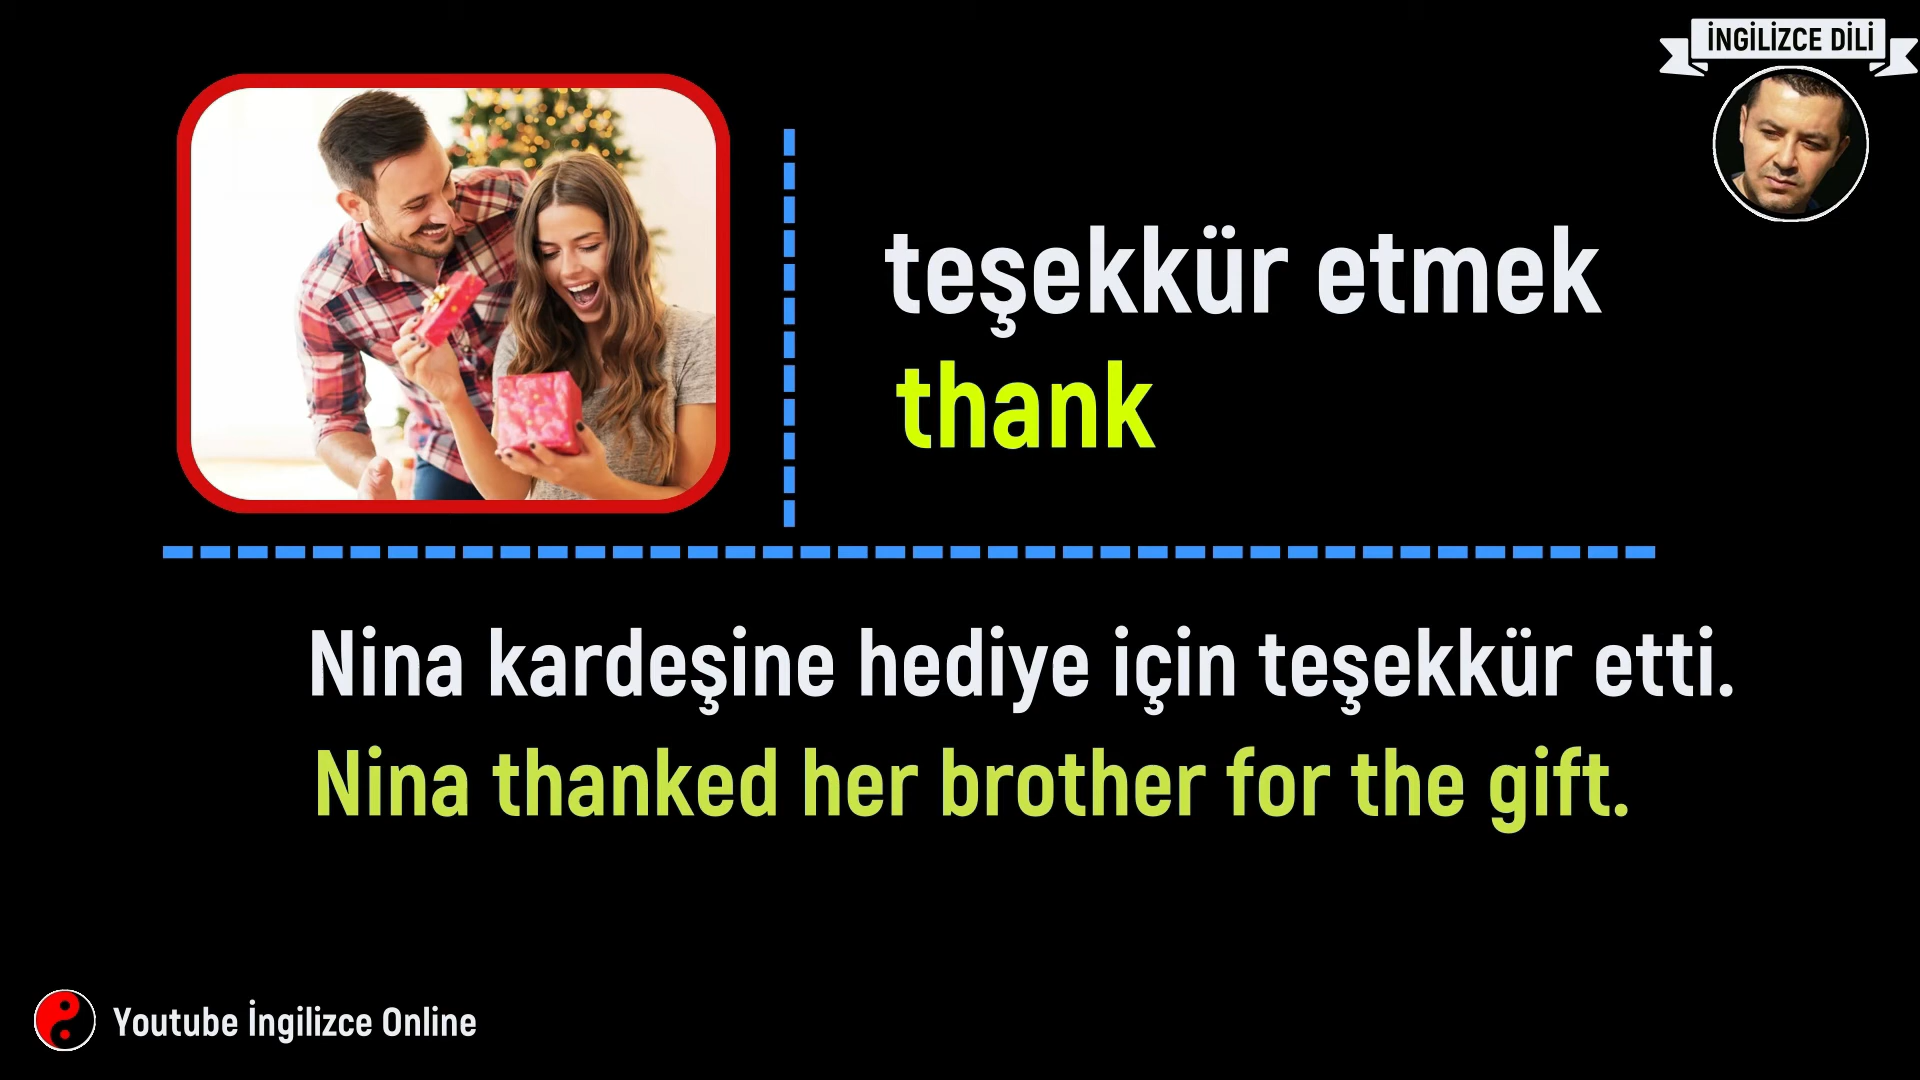 İNGİLİZCE DİLİ
teşekkür etmek
thank
Nina kardeşine hediye için teşekkür etti.
Nina thanked her brother for the gift.
Youtube İngilizce Online